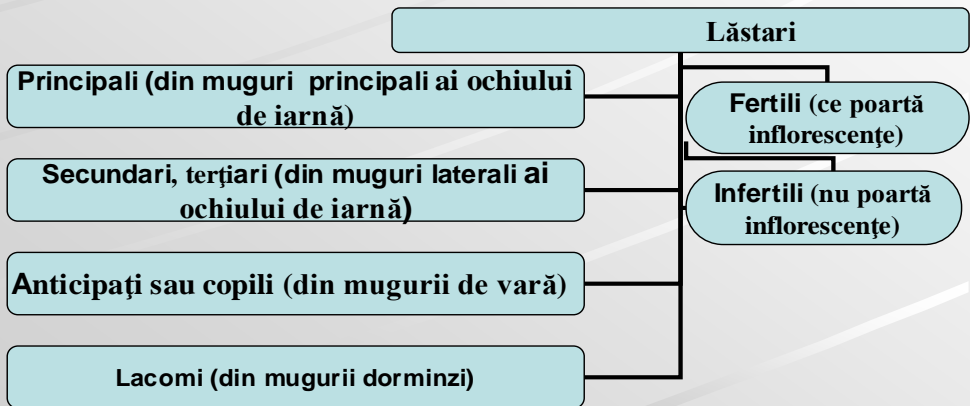 Lăstari
Principali (din muguri principali ai ochiului
de iarnă)
Fertili (ce poartă
inflorescenţe)
Secundari, terţiari (din muguri laterali ai
ochiului de iarnă)
Infertili (nu poartă
inflorescenţe)
Anticipaţi sau copili (din mugurii de vară)
Lacomi (din mugurii dorminzi)